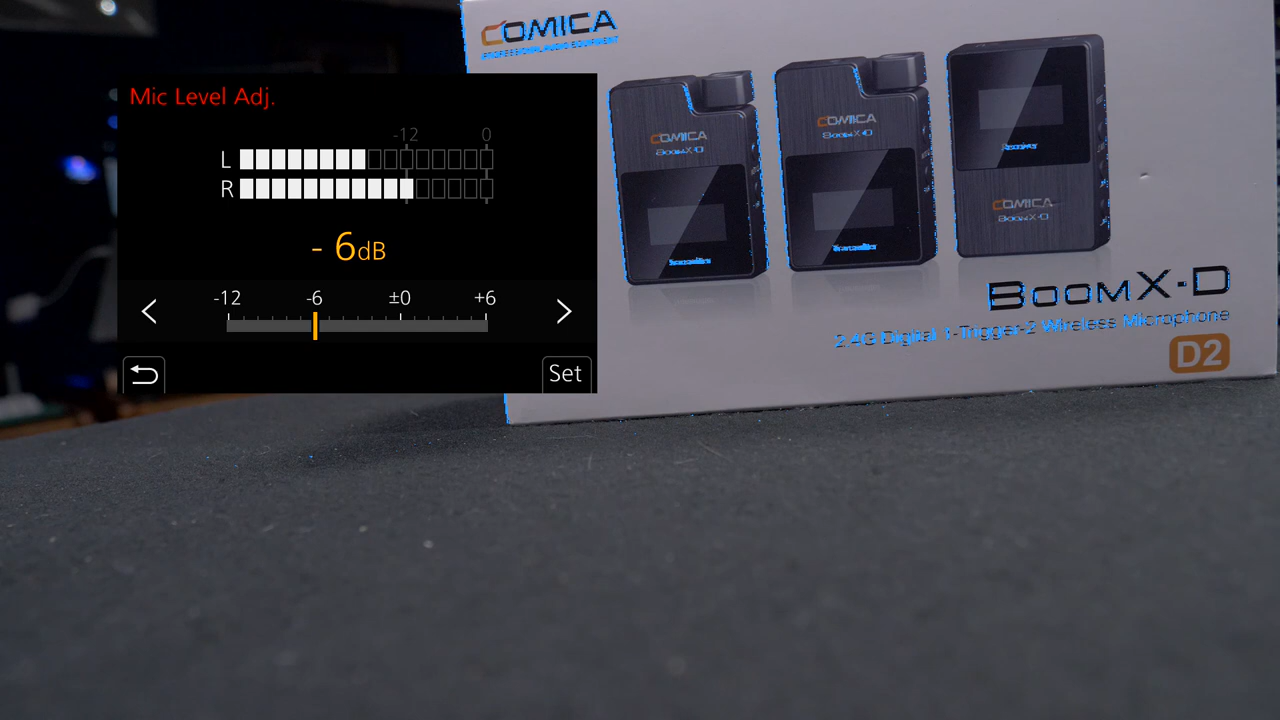 COMICA
PROFESSIONAL AUDIO EQUIPMENT
Mic Level Adj.
-12 0
L
R
- 6dB
-12 -6 ±0 +6
Set
COMICA
BoomX-D
Transmitter
COMICA
BoomX-D
Transmitter
Receiver
COMICA
BoomX-D
BoomX-D
2.4G Digital 1-Trigger-2 Wireless Microphone
D2